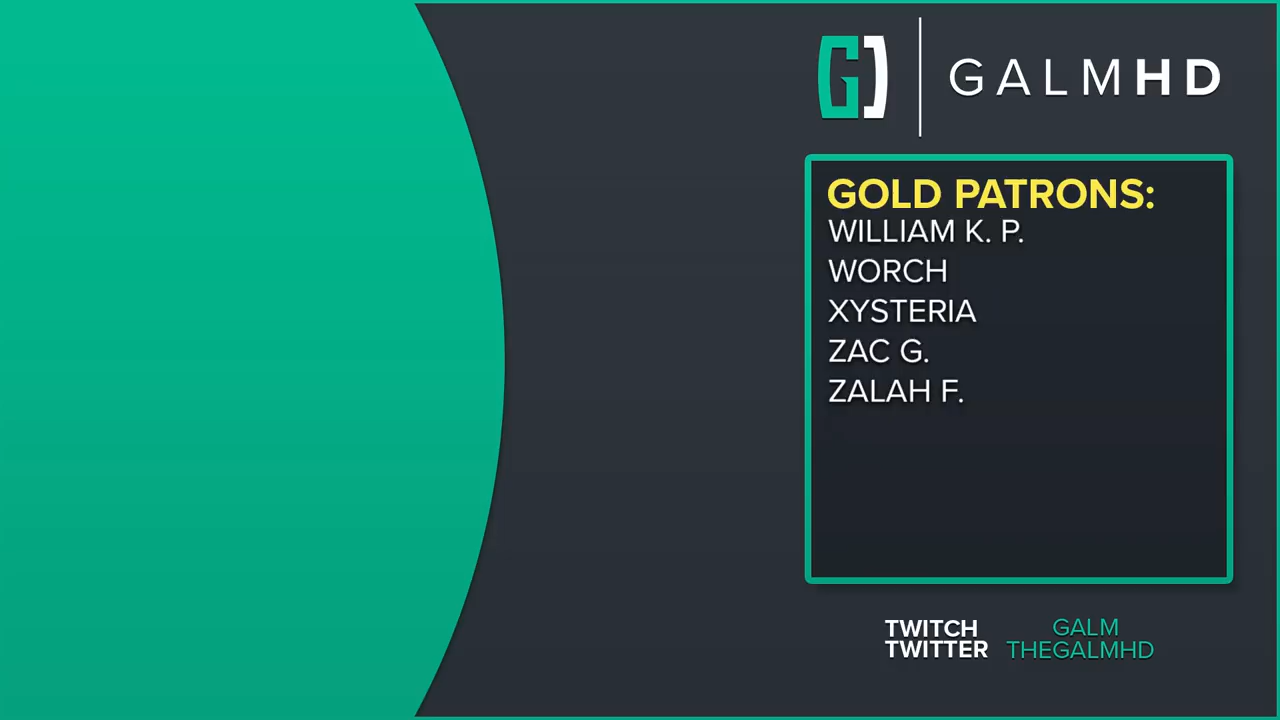 G
GALMHD
GOLD PATRONS:
WILLIAM K. P.
WORCH
XYSTERIA
ZAC G.
ZALAH F.
TWITCH GALM
TWITTER THEGALMHD